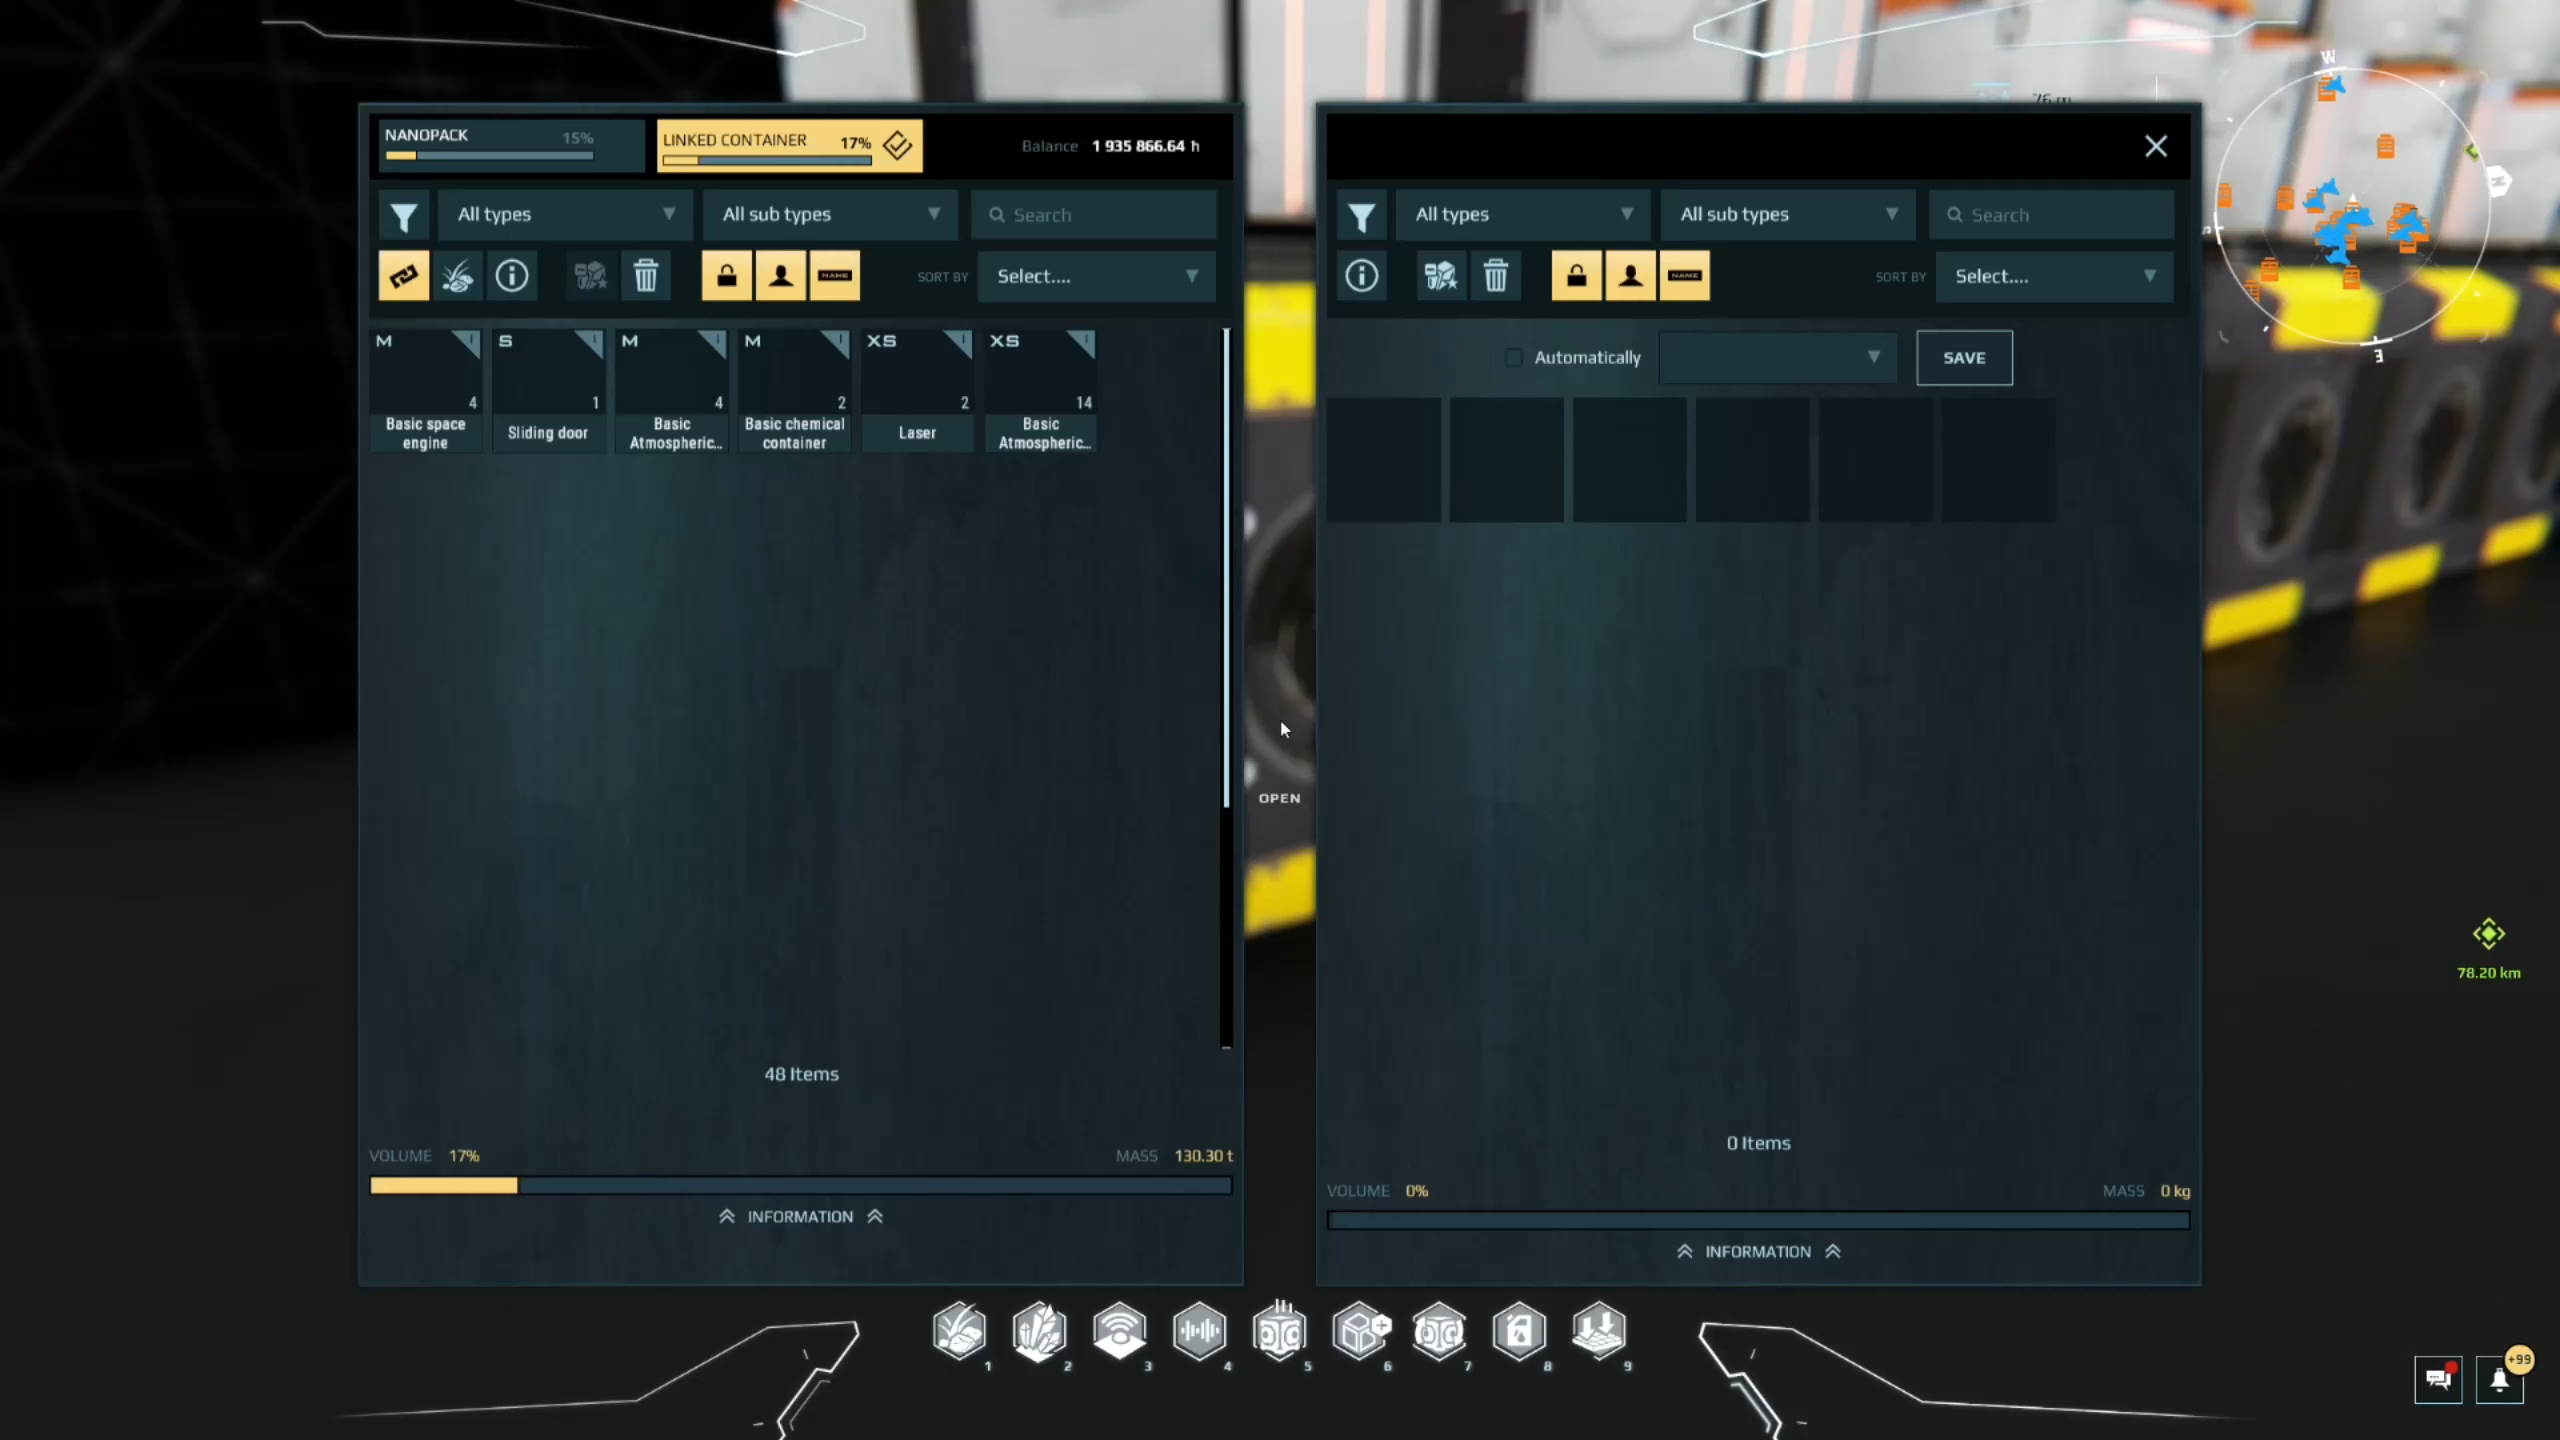 NANOPACK 15%
LINKED CONTAINER 17%
Balance 1 935 866.64 ħ
All types
All sub types
Search
NAME
SORT BY
Select....
M
4
Basic space
engine
S
1
Sliding door
M
4
Basic
Atmospheric...
M
2
Basic chemical
container
XS
2
Laser
XS
14
Basic
Atmospheric...
48 Items
VOLUME 17%
MASS 130.30 t
INFORMATION
OPEN
All types
All sub types
Search
NAME
SORT BY
Select....
Automatically
SAVE
0 Items
VOLUME 0%
MASS 0 kg
INFORMATION
W
N
E
78.20 km
1
2
3
4
5
6
7
8
9
+99